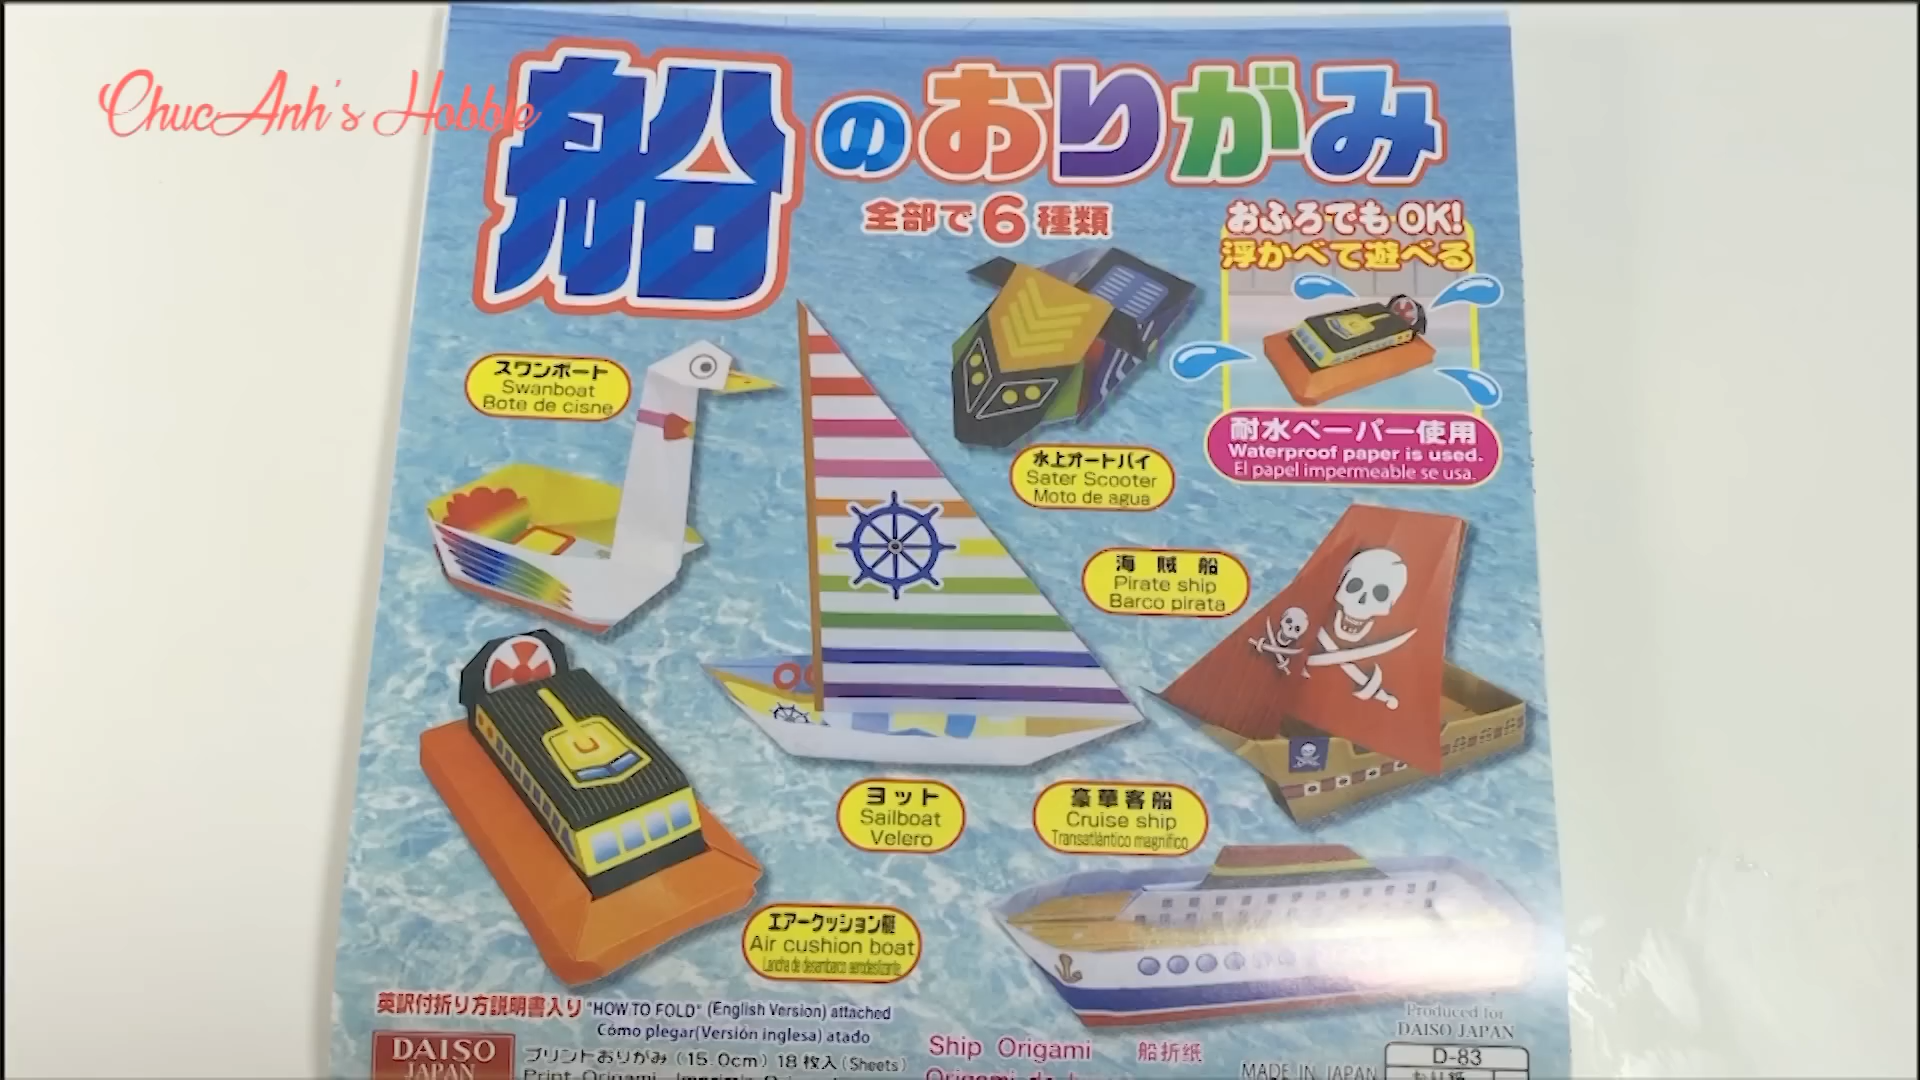 ChucAnh's Hobbie
船のおりがみ
全部で6種類
おふろでもOK!
浮かべて遊べる
耐水ペーパー使用
Waterproof paper is used.
El papel impermeable se usa.
スワンボート
Swanboat
Bote de cisne
水上オートバイ
Sater Scooter
Moto de agua
海賊船
Pirate ship
Barco pirata
ヨット
Sailboat
Velero
豪華客船
Cruise ship
Transatlántico magnífico
エアークッション艇
Air cushion boat
Lancha de desembarco aerodeslizante
英訳付折り方説明書入り "HOW TO FOLD" (English Version) attached
Cómo plegar(Versión inglesa) atado
DAISO
JAPAN
プリントおりがみ (15.0cm) 18枚入 (Sheets)
Print Origami
Ship Origami 船折紙
Produced for
DAISO JAPAN
MADE IN JAPAN
D-83